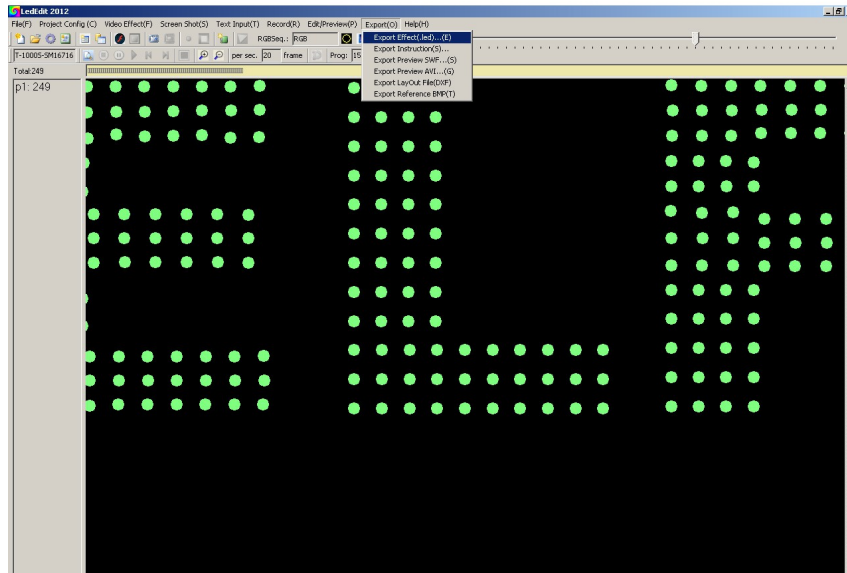 LedEdit 2012
File(F) Project Config (C) Video Effect(F) Screen Shot(S) Text Input(T) Record(R) Edit/Preview(P) Export(O) Help(H)
RGBSeq.: RGB
T-10005-SM16716 per sec. 20 frame Prog: 15
Export Effect(.led)...(E)
Export Instruction(S)...
Export Preview SWF...(S)
Export Preview AVI...(G)
Export LayOut File(DXF)
Export Reference BMP(T)
Total:249
p1: 249